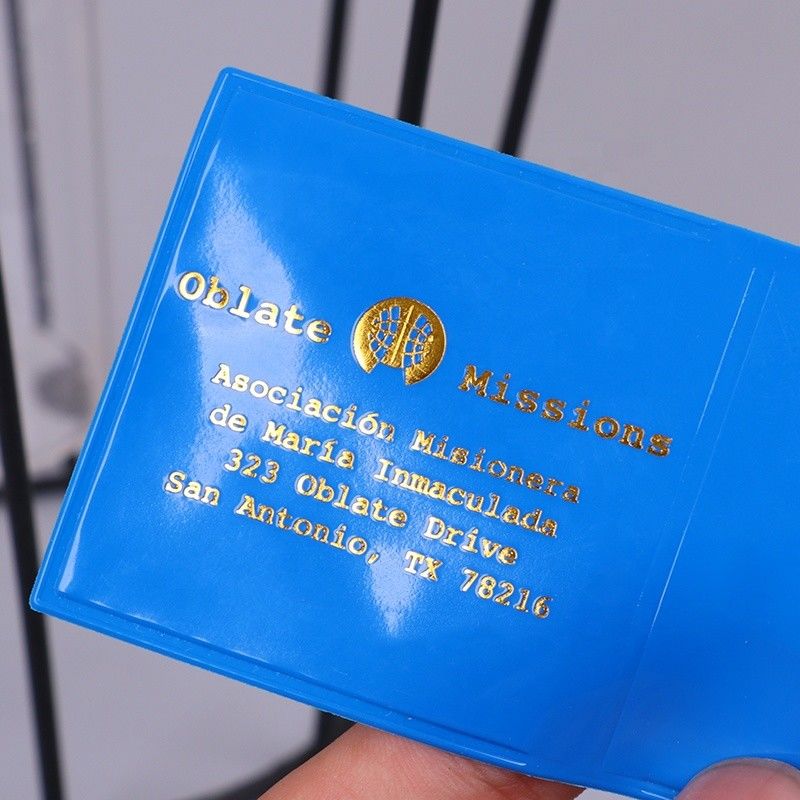 Oblate Missions
Asociación Misionera
de María Inmaculada
323 Oblate Drive
San Antonio, TX 78216